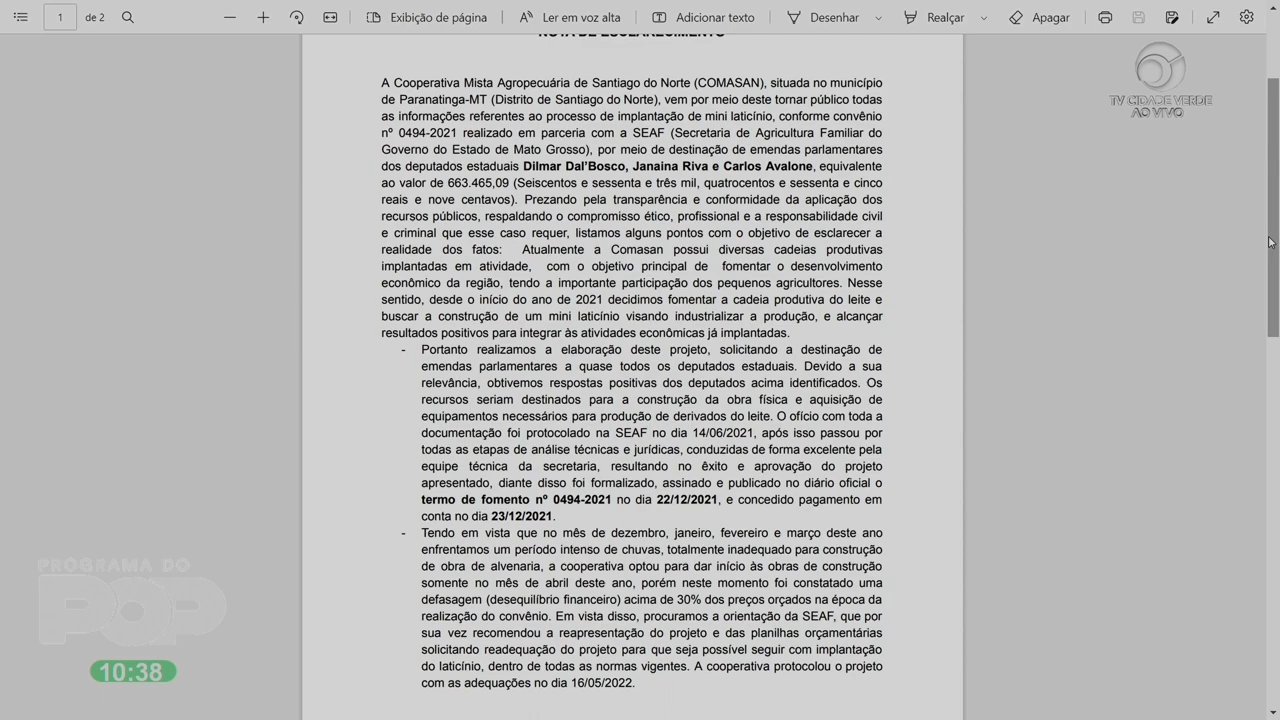 1 de 2 Exibição de página Ler em voz alta Adicionar texto Desenhar Realçar Apagar
NOTA DE ESCLARECIMENTO
TV CIDADE VERDE
AO VIVO
A Cooperativa Mista Agropecuária de Santiago do Norte (COMASAN), situada no município
de Paranatinga-MT (Distrito de Santiago do Norte), vem por meio deste tornar público todas
as informações referentes ao processo de implantação de mini laticínio, conforme convênio
nº 0494-2021 realizado em parceria com a SEAF (Secretaria de Agricultura Familiar do
Governo do Estado de Mato Grosso), por meio de destinação de emendas parlamentares
dos deputados estaduais Dilmar Dal'Bosco, Janaina Riva e Carlos Avalone, equivalente
ao valor de 663.465,09 (Seiscentos e sessenta e três mil, quatrocentos e sessenta e cinco
reais e nove centavos). Prezando pela transparência e conformidade da aplicação dos
recursos públicos, respaldando o compromisso ético, profissional e a responsabilidade civil
e criminal que esse caso requer, listamos alguns pontos com o objetivo de esclarecer a
realidade dos fatos: Atualmente a Comasan possui diversas cadeias produtivas
implantadas em atividade, com o objetivo principal de fomentar o desenvolvimento
econômico da região, tendo a importante participação dos pequenos agricultores. Nesse
sentido, desde o início do ano de 2021 decidimos fomentar a cadeia produtiva do leite e
buscar a construção de um mini laticínio visando industrializar a produção, e alcançar
resultados positivos para integrar às atividades econômicas já implantadas.
- Portanto realizamos a elaboração deste projeto, solicitando a destinação de
emendas parlamentares a quase todos os deputados estaduais. Devido a sua
relevância, obtivemos respostas positivas dos deputados acima identificados. Os
recursos seriam destinados para a construção da obra física e aquisição de
equipamentos necessários para produção de derivados do leite. O ofício com toda a
documentação foi protocolado na SEAF no dia 14/06/2021, após isso passou por
todas as etapas de análise técnicas e jurídicas, conduzidas de forma excelente pela
equipe técnica da secretaria, resultando no êxito e aprovação do projeto
apresentado, diante disso foi formalizado, assinado e publicado no diário oficial o
termo de fomento nº 0494-2021 no dia 22/12/2021, e concedido pagamento em
conta no dia 23/12/2021.
- Tendo em vista que no mês de dezembro, janeiro, fevereiro e março deste ano
enfrentamos um período intenso de chuvas, totalmente inadequado para construção
de obra de alvenaria, a cooperativa optou para dar início às obras de construção
somente no mês de abril deste ano, porém neste momento foi constatado uma
defasagem (desequilíbrio financeiro) acima de 30% dos preços orçados na época da
realização do convênio. Em vista disso, procuramos a orientação da SEAF, que por
sua vez recomendou a reapresentação do projeto e das planilhas orçamentárias
solicitando readequação do projeto para que seja possível seguir com implantação
do laticínio, dentro de todas as normas vigentes. A cooperativa protocolou o projeto
com as adequações no dia 16/05/2022.
PROGRAMA DO
POP
10:38